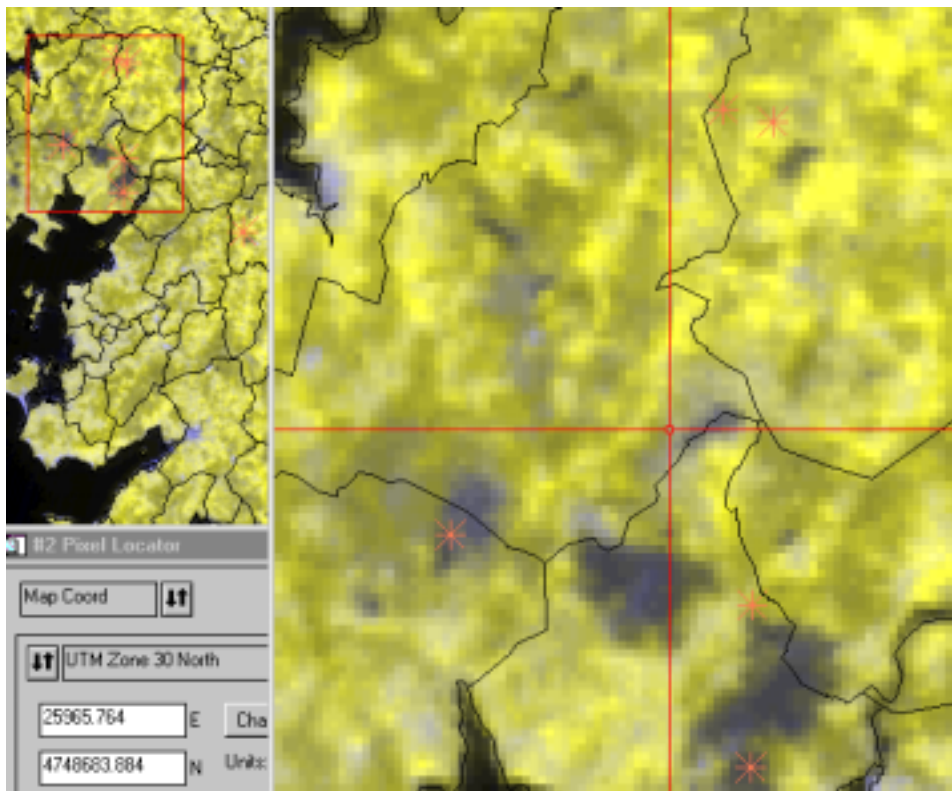 #2 Pixel Locator
Map Coord
UTM Zone 30 North
25965.764 E Cha
4748683.884 N Units: